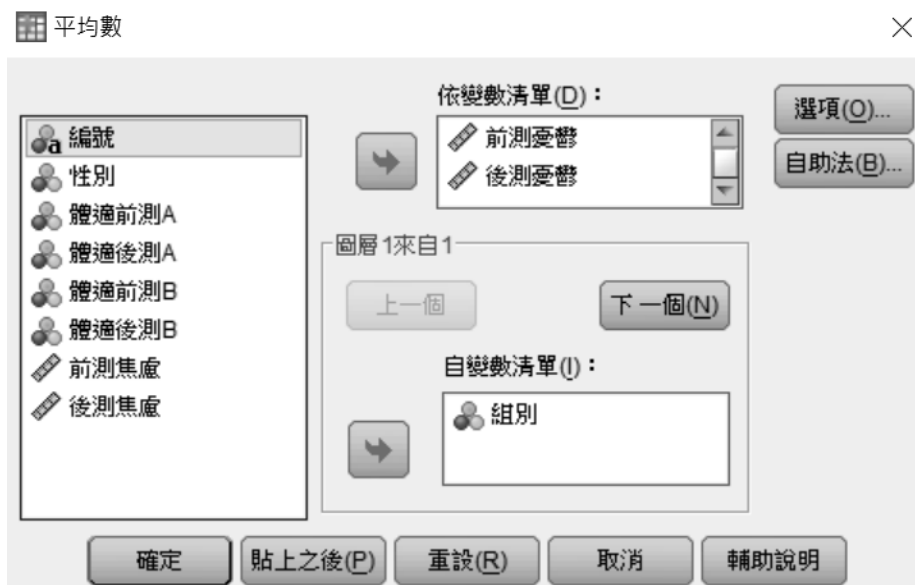 平均數
編號
性別
體適前測A
體適後測A
體適前測B
體適後測B
前測焦慮
後測焦慮
依變數清單(D)：
前測憂鬱
後測憂鬱
選項(O)...
自助法(B)...
圖層1來自1
上一個
下一個(N)
自變數清單(I)：
組別
確定
貼上之後(P)
重設(R)
取消
輔助說明